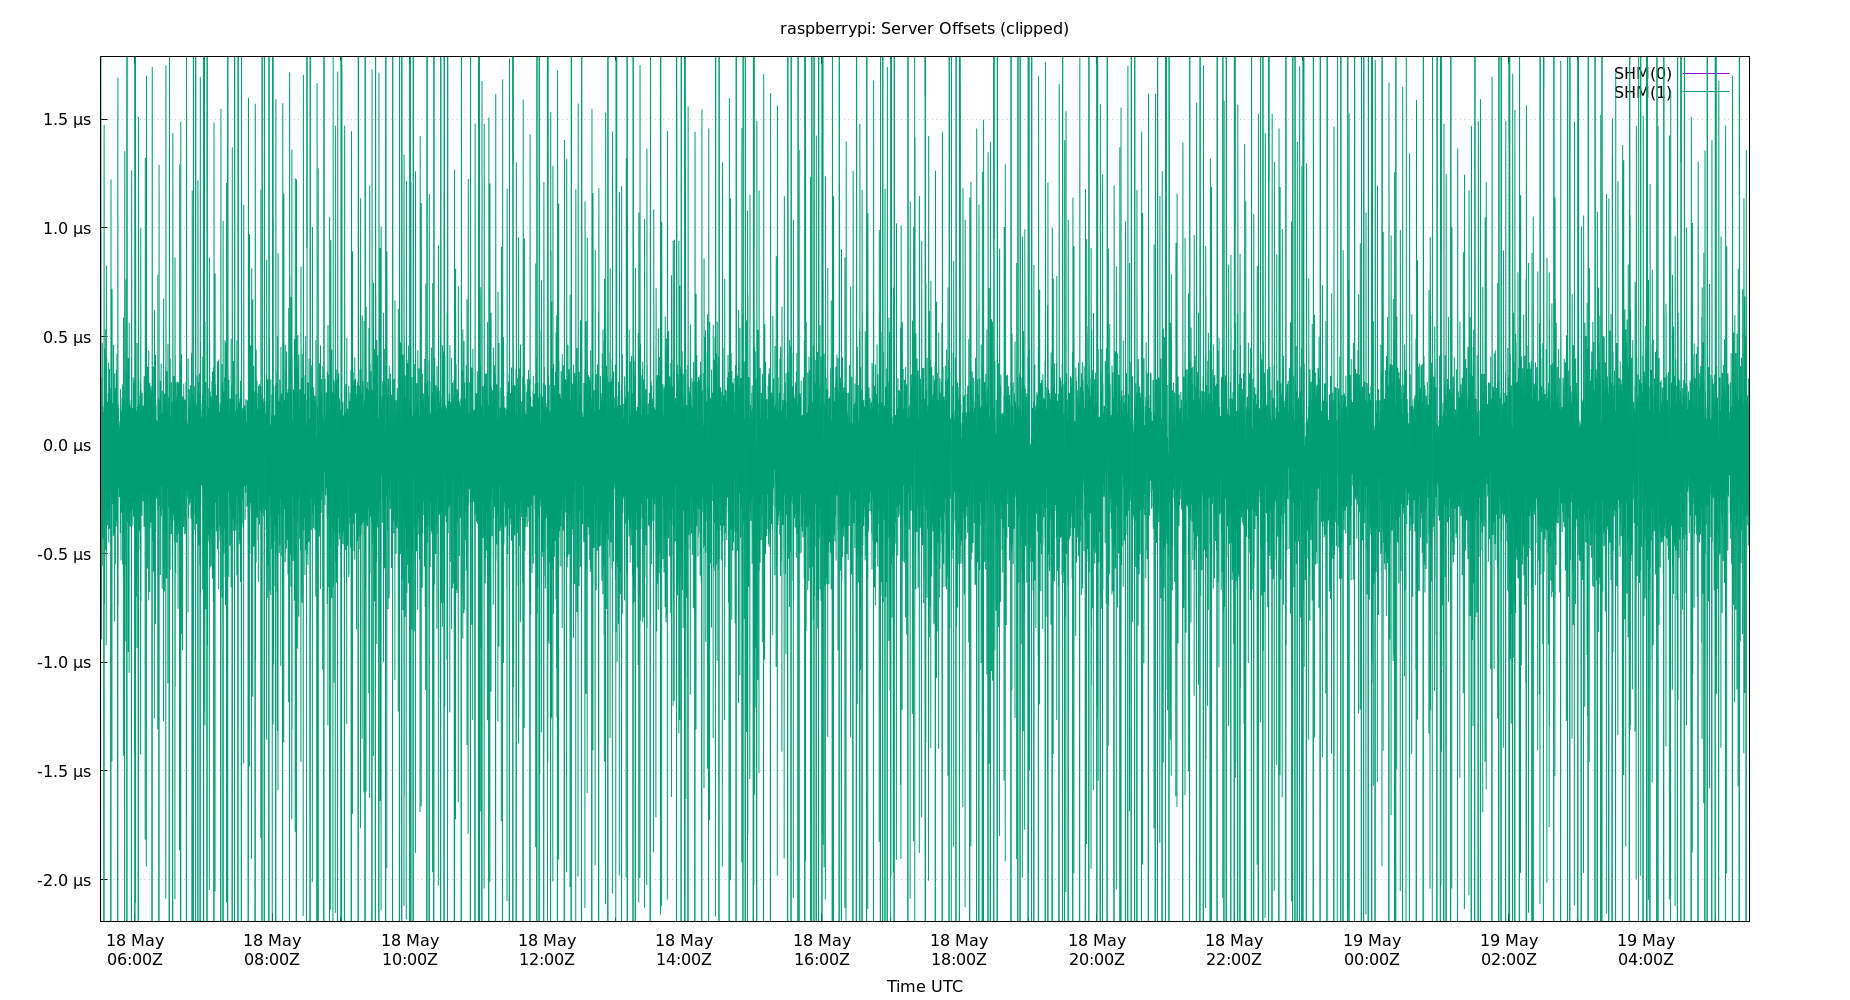 raspberrypi: Server Offsets (clipped)
SHM(0)
SHM(1)
1.5 µs
1.0 µs
0.5 µs
0.0 µs
-0.5 µs
-1.0 µs
-1.5 µs
-2.0 µs
18 May 18 May 18 May 18 May 18 May 18 May 18 May 18 May 18 May 19 May 19 May 19 May
06:00Z 08:00Z 10:00Z 12:00Z 14:00Z 16:00Z 18:00Z 20:00Z 22:00Z 00:00Z 02:00Z 04:00Z
Time UTC